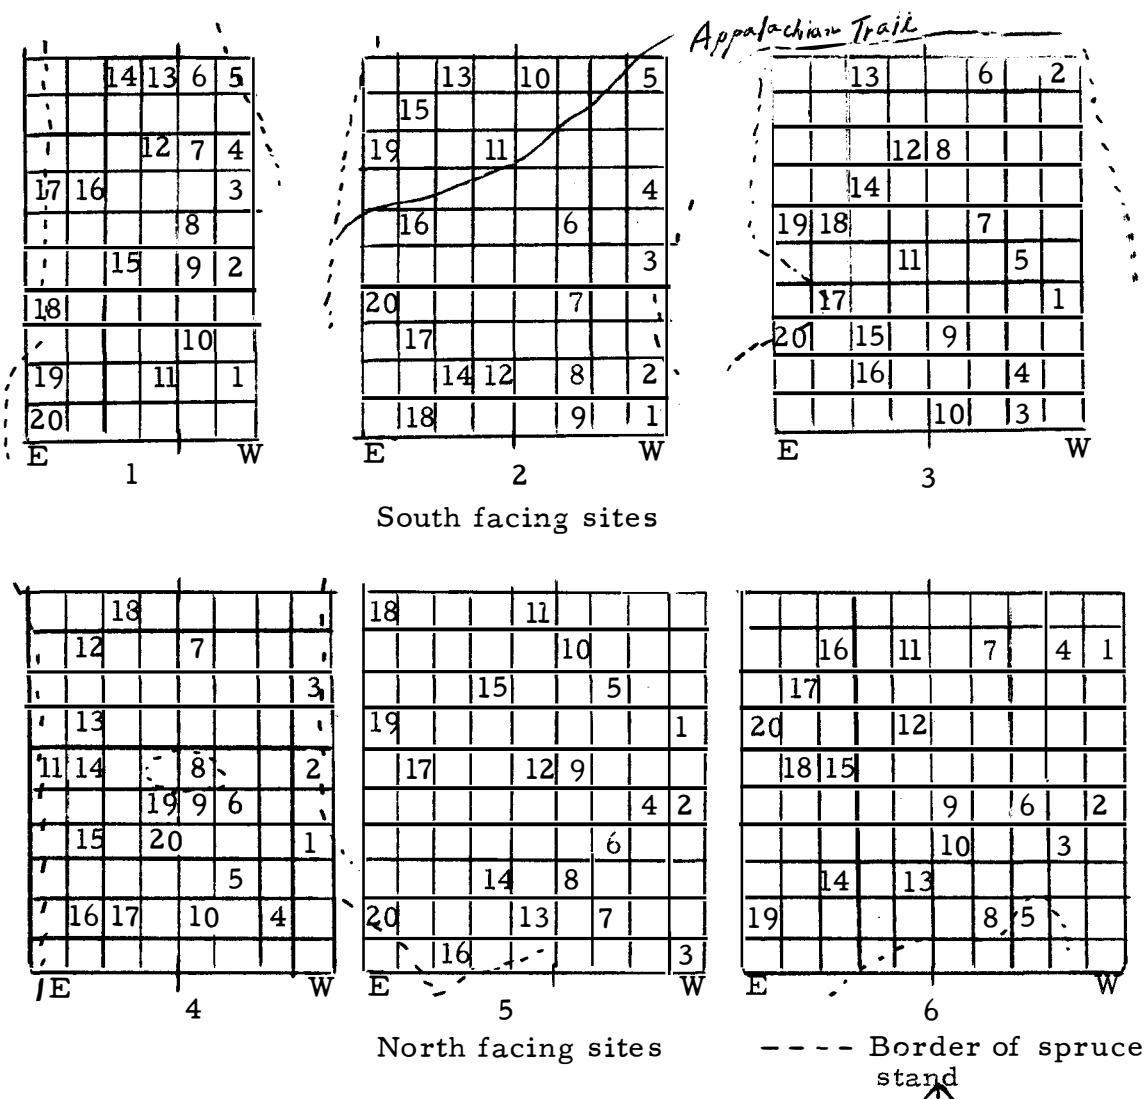 Appalachian Trail
14 13 6 5
12 7 4
17 16 3
8
15 9 2
18
10
19 11 1
20
E W
1
13 10 5
15
19 11
4
16 6
3
20 7
17
14 12 8 2
18 9 1
E W
2
13 6 2
12 8
14
19 18 7
11 5
17 1
20 15 9
16 4
10 3
E W
3
South facing sites
18
12 7
3
13
11 14 8 2
19 9 6
15 20 1
5
16 17 10 4
E W
4
18 11
10
15 5
19 1
17 12 9
4 2
6
14 8
20 13 7
16 3
E W
5
16 11 7 4 1
17
20 12
18 15
9 6 2
10 3
14 13
19 8 5
E W
6
North facing sites
---- Border of spruce
stand